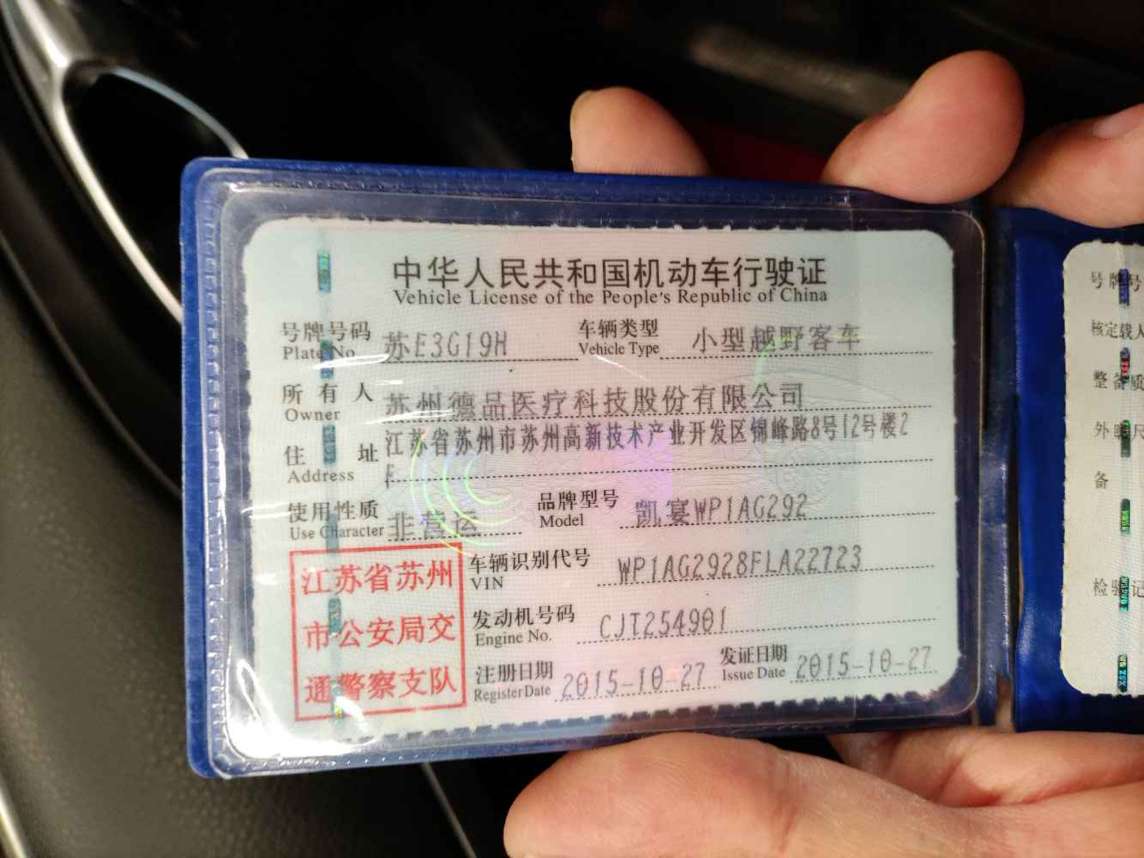 中华人民共和国机动车行驶证
Vehicle License of the People's Republic of China
号牌号码 苏E3G19H 车辆类型 小型越野客车
Plate No. Vehicle Type
所有人 苏州德品医疗科技股份有限公司
Owner
住址 江苏省苏州市苏州高新技术产业开发区锦峰路8号12号楼2
Address F
使用性质 非营运 品牌型号 凯宴WP1AG292
Use Character Model
江苏省苏州
市公安局交
通警察支队
车辆识别代号 WP1AG2928FLA22723
VIN
发动机号码 CJT254901
Engine No.
注册日期 2015-10-27 发证日期 2015-10-27
Register Date Issue Date
号牌号
核定载人
整备质
外廓尺
备
检验记